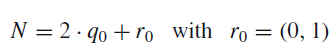 N = 2 · q₀ + r₀ with r₀ = (0, 1)